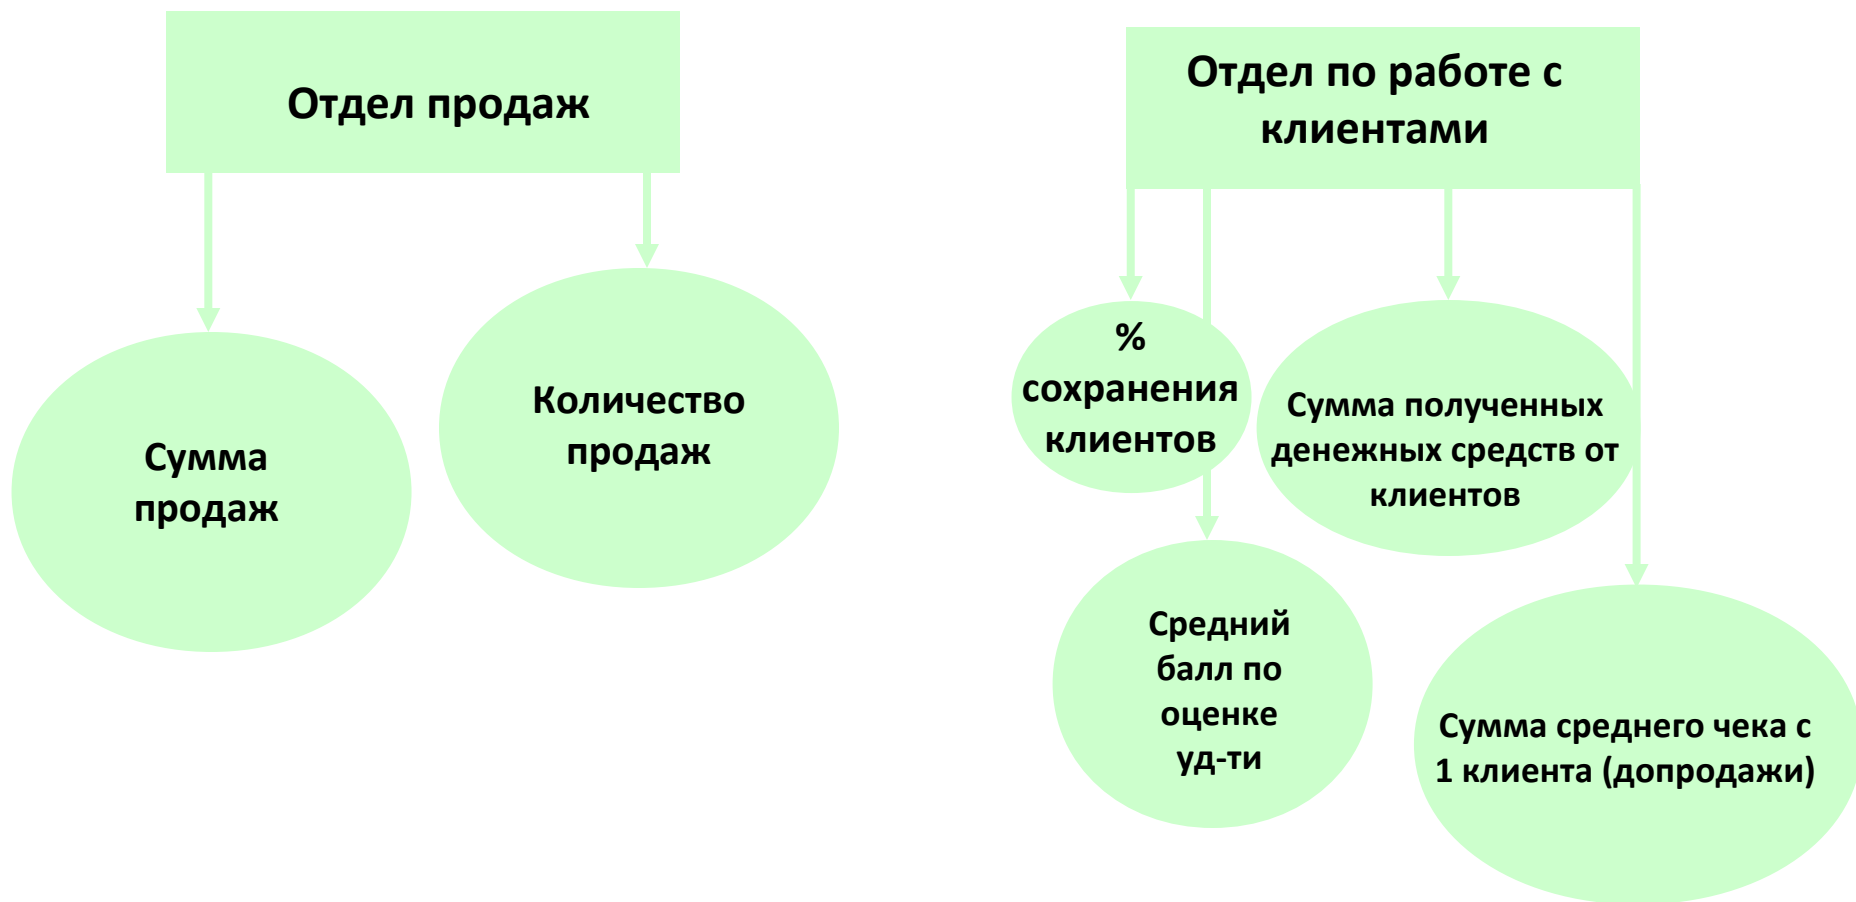 Отдел продаж
Сумма
продаж
Количество
продаж
Отдел по работе с
клиентами
%
сохранения
клиентов
Сумма полученных
денежных средств от
клиентов
Средний
балл по
оценке
уд-ти
Сумма среднего чека с
1 клиента (допродажи)